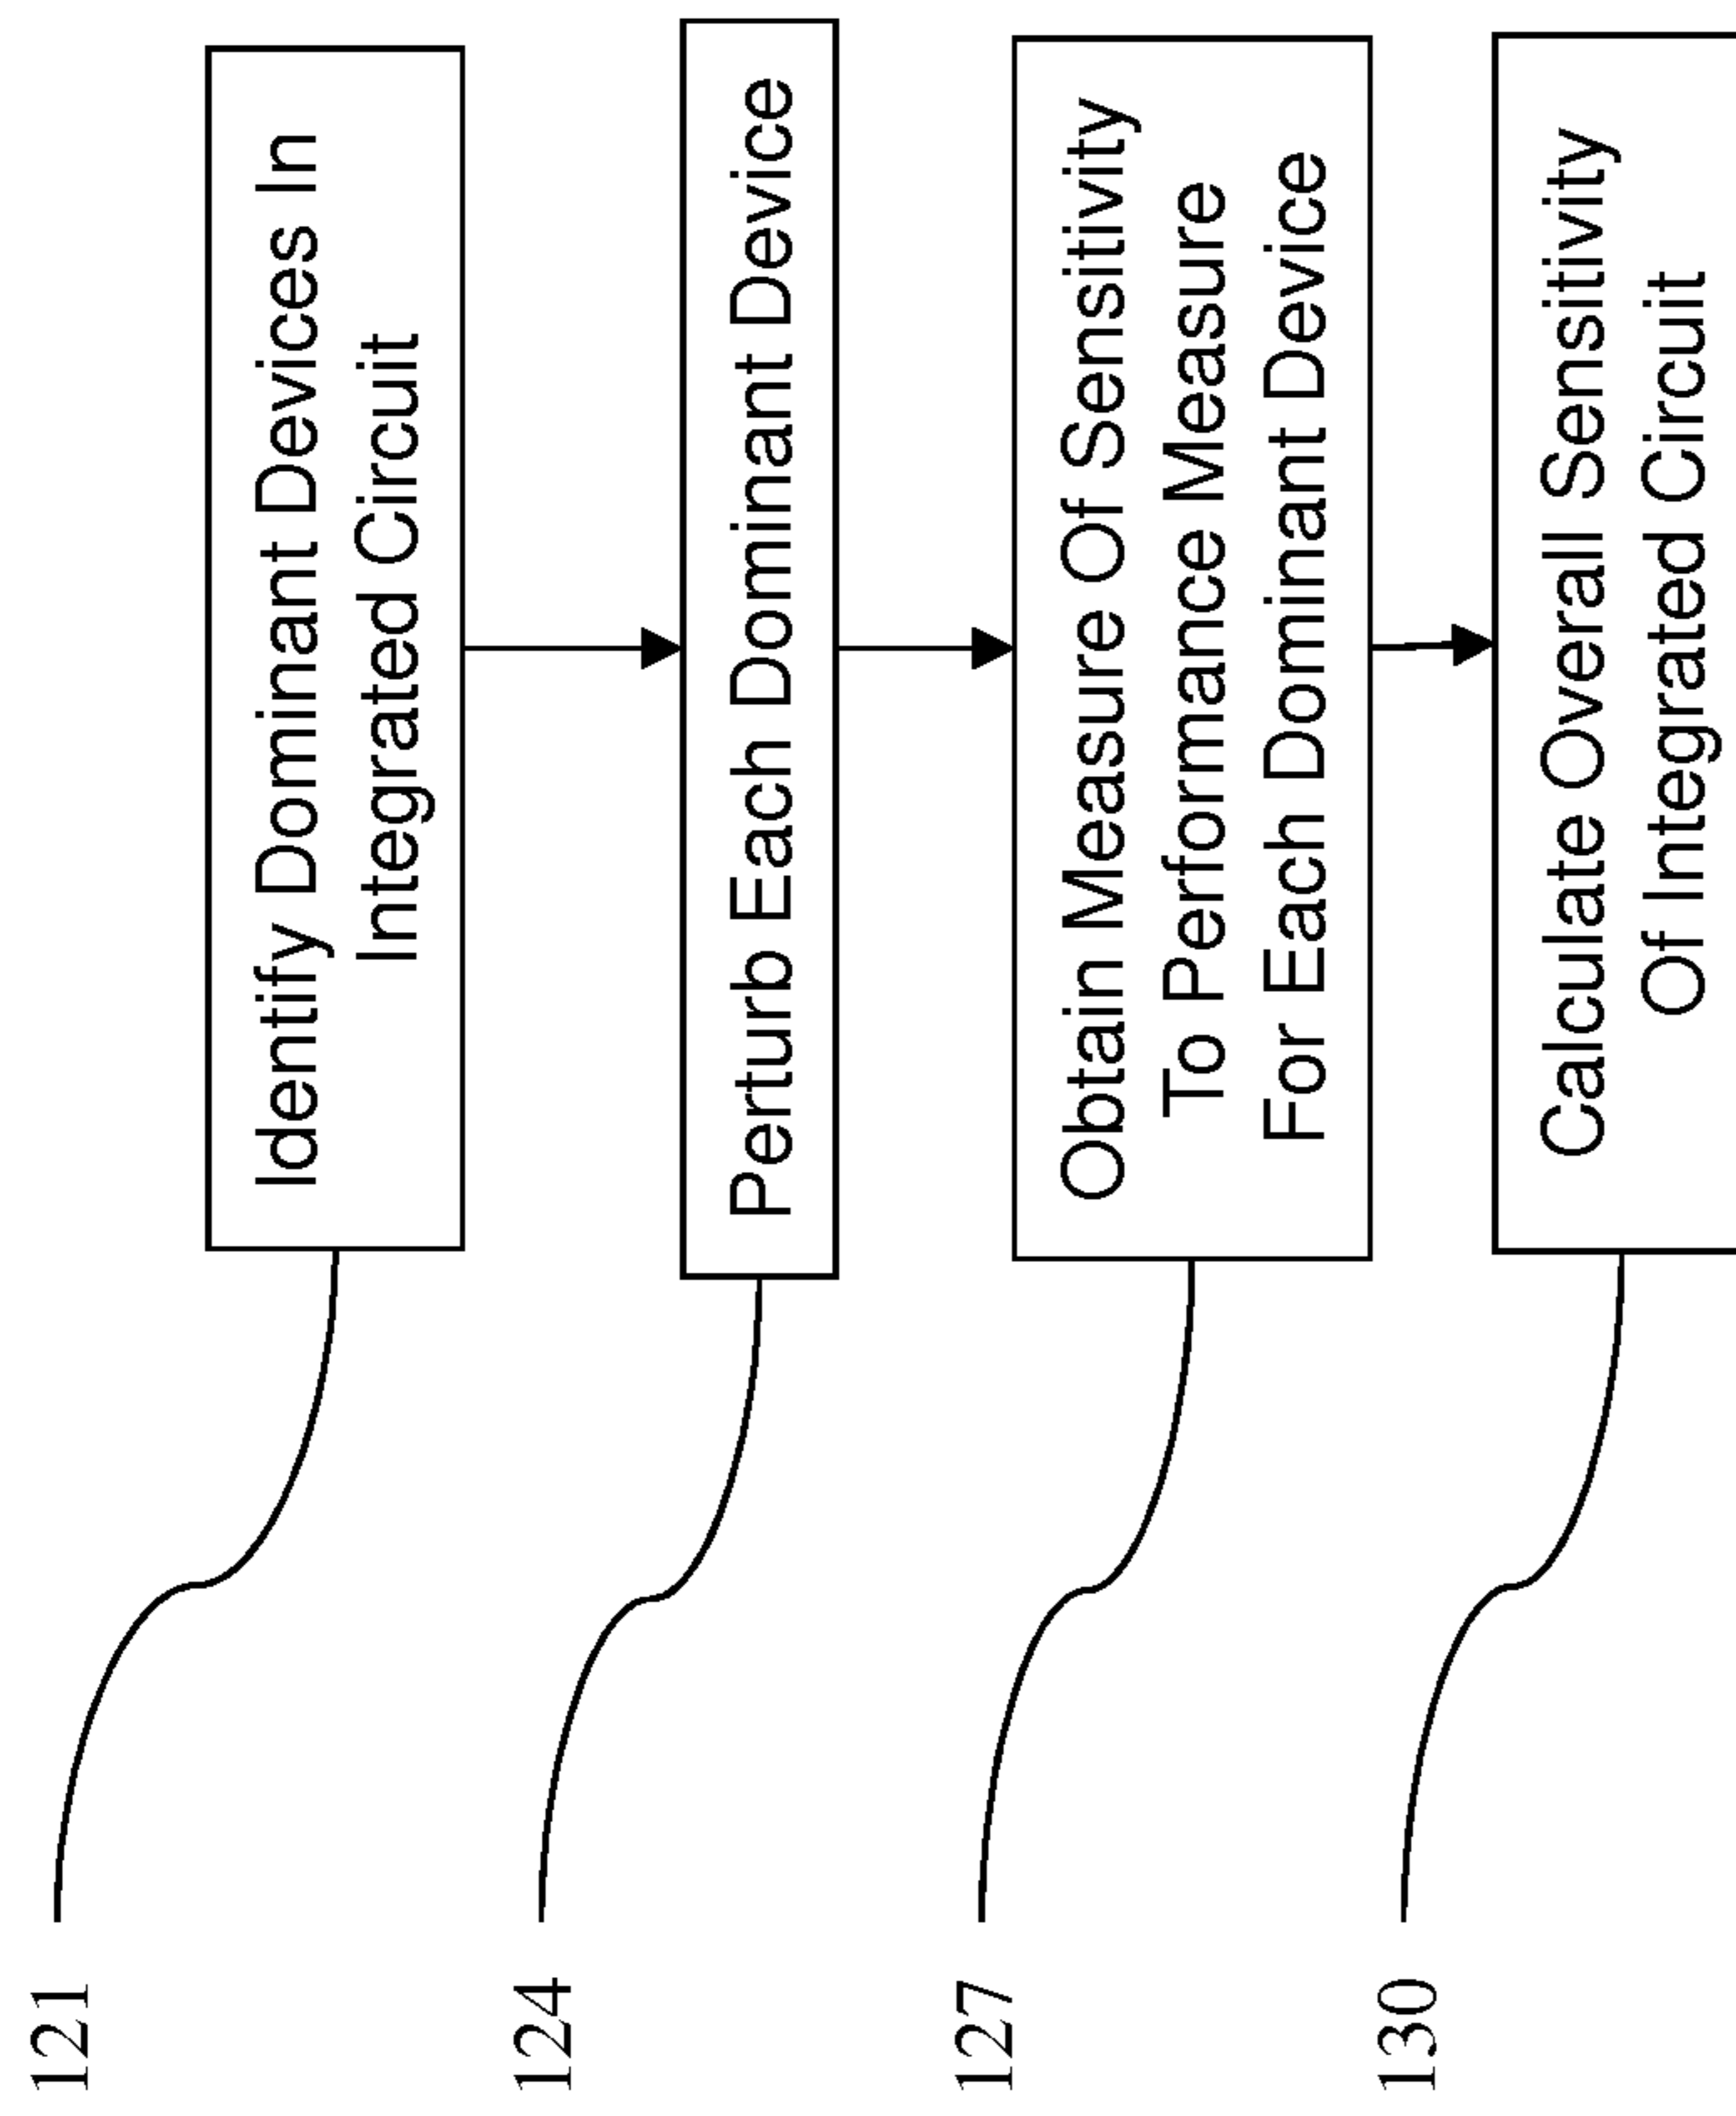 121
Identify Dominant Devices In
Integrated Circuit
124
Perturb Each Dominant Device
127
Obtain Measure Of Sensitivity
To Performance Measure
For Each Dominant Device
130
Calculate Overall Sensitivity
Of Integrated Circuit